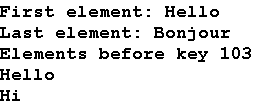 First element: Hello
Last element: Bonjour
Elements before key 103
Hello
Hi